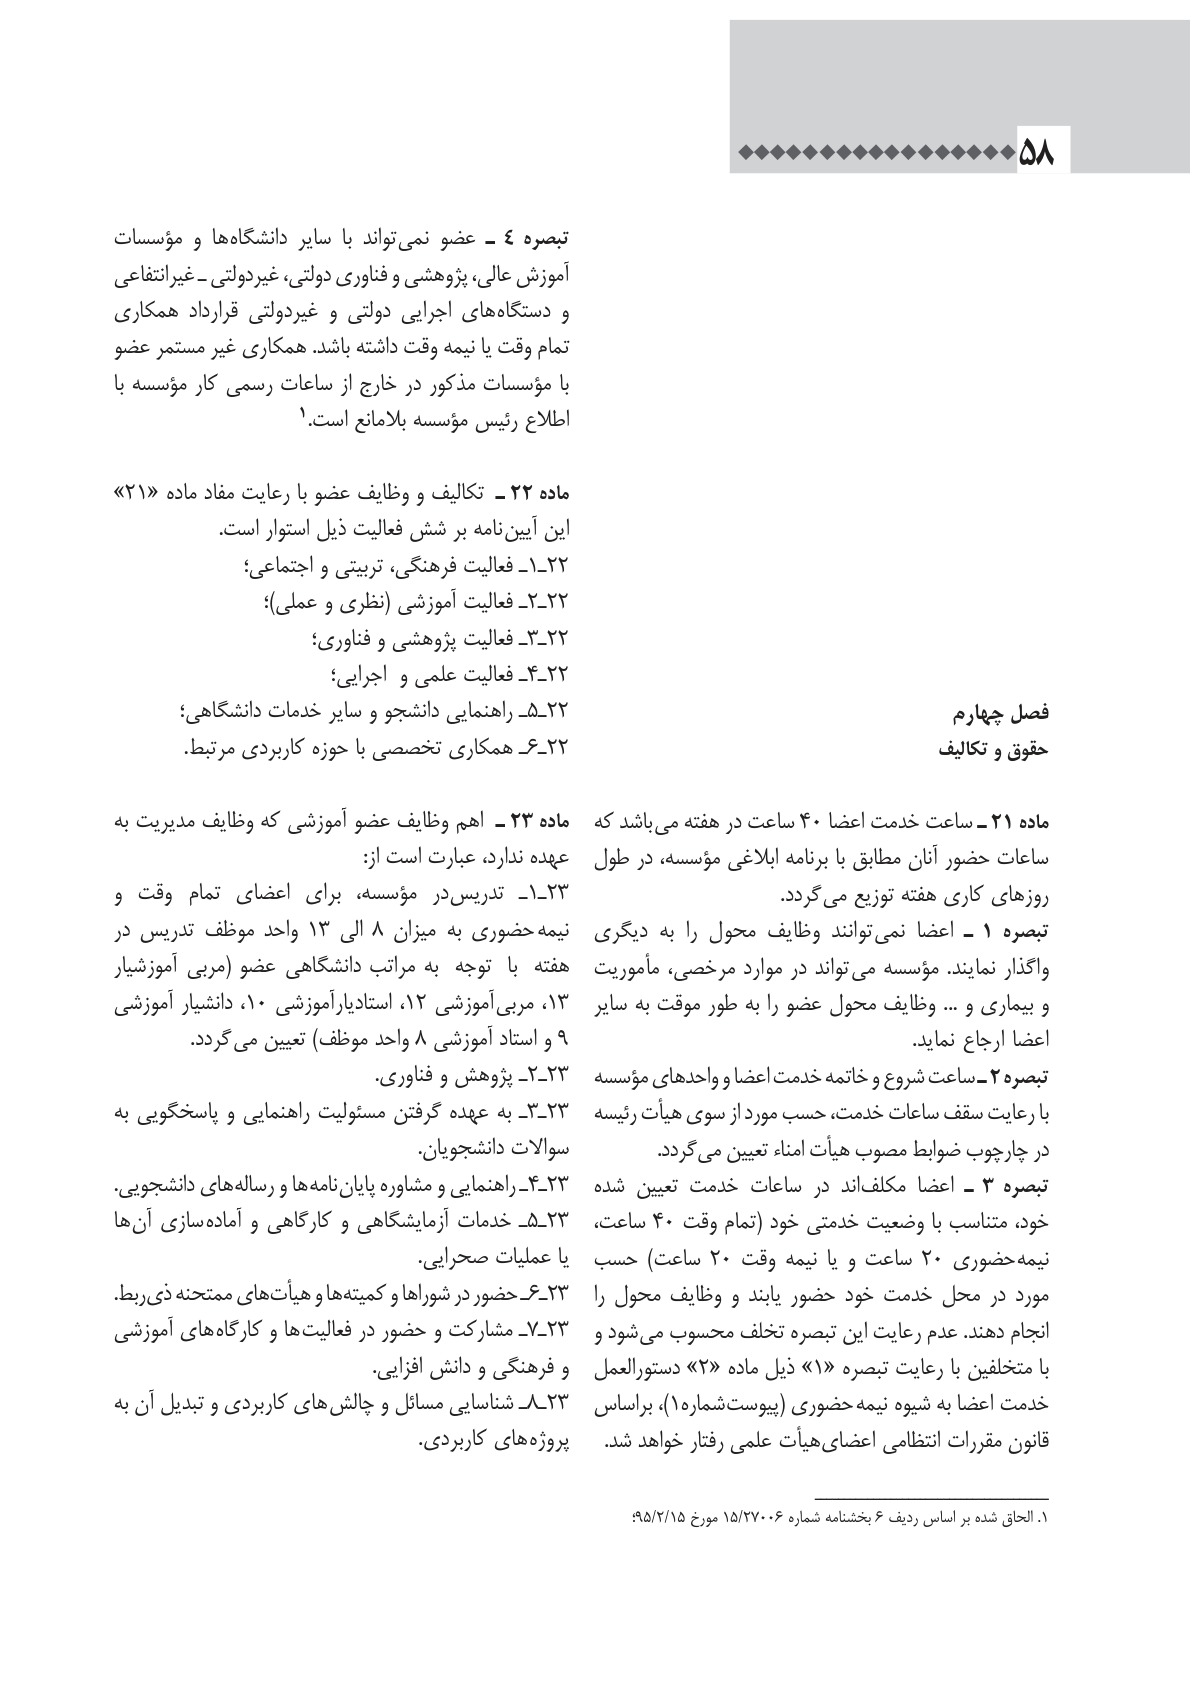 ۵۸
فصل چهارم
حقوق و تکالیف
ماده ۲۱ ـ ساعت خدمت اعضا ۴۰ ساعت در هفته می‌باشد که
ساعات حضور آنان مطابق با برنامه ابلاغی مؤسسه، در طول
روزهای کاری هفته توزیع می‌گردد.
تبصره ۱ ـ اعضا نمی‌توانند وظایف محول را به دیگری
واگذار نمایند. مؤسسه می‌تواند در موارد مرخصی، مأموریت
و بیماری و ... وظایف محول عضو را به طور موقت به سایر
اعضا ارجاع نماید.
تبصره۲ ـ ساعت شروع و خاتمه خدمت اعضا و واحدهای مؤسسه
با رعایت سقف ساعات خدمت، حسب مورد از سوی هیأت رئیسه
در چارچوب ضوابط مصوب هیأت امناء تعیین می‌گردد.
تبصره ۳ ـ اعضا مکلف‌اند در ساعات خدمت تعیین شده
خود، متناسب با وضعیت خدمتی خود (تمام وقت ۴۰ ساعت،
نیمه‌حضوری ۲۰ ساعت و یا نیمه وقت ۲۰ ساعت) حسب
مورد در محل خدمت خود حضور یابند و وظایف محول را
انجام دهند. عدم رعایت این تبصره تخلف محسوب می‌شود و
با متخلفین با رعایت تبصره «۱» ذیل ماده «۲» دستورالعمل
خدمت اعضا به شیوه نیمه‌حضوری (پیوست‌شماره۱)، براساس
قانون مقررات انتظامی اعضای‌هیأت علمی رفتار خواهد شد.
تبصره ٤ ـ عضو نمی‌تواند با سایر دانشگاه‌ها و مؤسسات
آموزش عالی، پژوهشی و فناوری دولتی، غیردولتی ـ غیرانتفاعی
و دستگاه‌های اجرایی دولتی و غیردولتی قرارداد همکاری
تمام وقت یا نیمه وقت داشته باشد. همکاری غیر مستمر عضو
با مؤسسات مذکور در خارج از ساعات رسمی کار مؤسسه با
اطلاع رئیس مؤسسه بلامانع است.۱
ماده ۲۲ ـ تکالیف و وظایف عضو با رعایت مفاد ماده «۲۱»
این آیین‌نامه بر شش فعالیت ذیل استوار است.
۲۲ـ۱ـ فعالیت فرهنگی، تربیتی و اجتماعی؛
۲۲ـ۲ـ فعالیت آموزشی (نظری و عملی)؛
۲۲ـ۳ـ فعالیت پژوهشی و فناوری؛
۲۲ـ۴ـ فعالیت علمی و اجرایی؛
۲۲ـ۵ـ راهنمایی دانشجو و سایر خدمات دانشگاهی؛
۲۲ـ۶ـ همکاری تخصصی با حوزه کاربردی مرتبط.
ماده ۲۳ ـ اهم وظایف عضو آموزشی که وظایف مدیریت به
عهده ندارد، عبارت است از:
۲۳ـ۱ـ تدریس‌در مؤسسه، برای اعضای تمام وقت و
نیمه‌حضوری به میزان ۸ الی ۱۳ واحد موظف تدریس در
هفته با توجه به مراتب دانشگاهی عضو (مربی آموزشیار
۱۳، مربی‌آموزشی ۱۲، استادیارآموزشی ۱۰، دانشیار آموزشی
۹ و استاد آموزشی ۸ واحد موظف) تعیین می‌گردد.
۲۳ـ۲ـ پژوهش و فناوری.
۲۳ـ۳ـ به عهده گرفتن مسئولیت راهنمایی و پاسخگویی به
سوالات دانشجویان.
۲۳ـ۴ـ راهنمایی و مشاوره پایان‌نامه‌ها و رساله‌های دانشجویی.
۲۳ـ۵ـ خدمات آزمایشگاهی و کارگاهی و آماده‌سازی آن‌ها
یا عملیات صحرایی.
۲۳ـ۶ـ حضور در شوراها و کمیته‌ها و هیأت‌های ممتحنه ذی‌ربط.
۲۳ـ۷ـ مشارکت و حضور در فعالیت‌ها و کارگاه‌های آموزشی
و فرهنگی و دانش افزایی.
۲۳ـ۸ـ شناسایی مسائل و چالش‌های کاربردی و تبدیل آن به
پروژه‌های کاربردی.
۱. الحاق شده بر اساس ردیف ۶ بخشنامه شماره ۱۵/۲۷۰۰۶ مورخ ۹۵/۲/۱۵؛